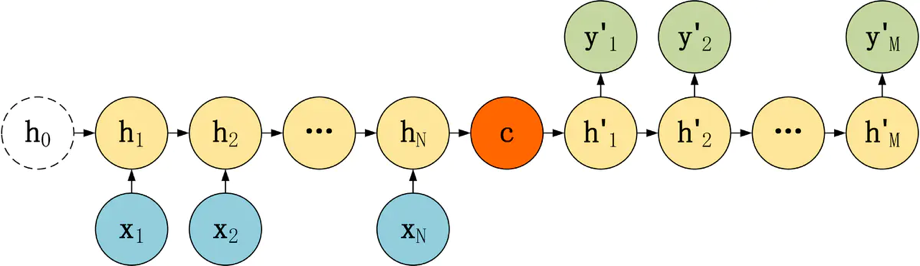 y'₁ y'₂ y'M
h₀ h₁ h₂ ... hN c h'₁ h'₂ ... h'M
x₁ x₂ xN